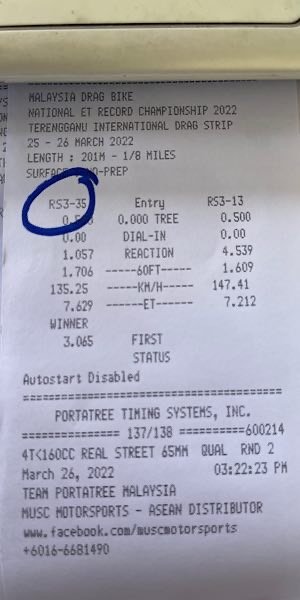 MALAYSIA DRAG BIKE
NATIONAL ET RECORD CHAMPIONSHIP 2022
TERENGGANU INTERNATIONAL DRAG STRIP
25 - 26 MARCH 2022
LENGTH : 201M - 1/8 MILES
-PREP
RS3-35 Entry RS3-13
0.000 TREE 0.500
0.00 DIAL-IN 0.00
1.057 REACTION 4.539
1.706 -----60FT----- 1.609
135.25 -----KM/H----- 147.41
7.629 ------ET------ 7.212
WINNER
3.065 FIRST
STATUS
Autostart Disabled
========================================
PORTATREE TIMING SYSTEMS, INC.
=============== 137/138 ==========600214
4T<160CC REAL STREET 65MM QUAL RND 2
March 26, 2022 03:22:23 PM
TEAM PORTATREE MALAYSIA
MUSC MOTORSPORTS - ASEAN DISTRIBUTOR
www.facebook.com/muscmotorsports
+6016-6681490